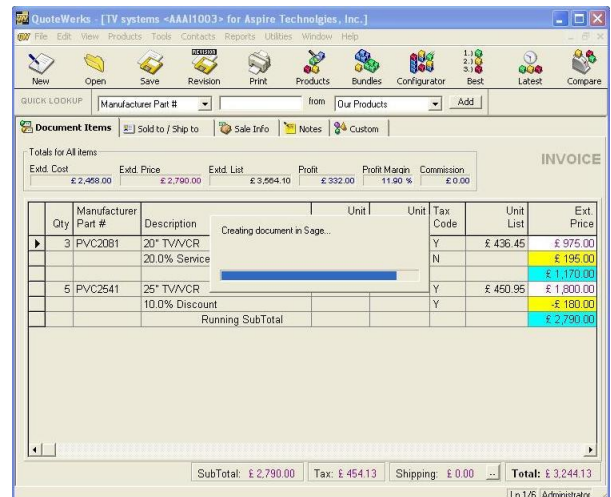 QuoteWerks - [TV systems <AAAI1003> for Aspire Technolgies, Inc.]
File Edit View Products Tools Contacts Reports Utilities Window Help
REVISION 1.) 2.) 3.)
New Open Save Revision Print Products Bundles Configurator Best Latest Compare
QUICK LOOKUP Manufacturer Part # from Our Products Add
Document Items Sold to / Ship to Sale Info Notes Custom
Totals for All items
INVOICE
Extd. Cost Extd. Price Extd. List Profit Profit Margin Commission
£ 2,790.00 £ 3,564.10 £ 332.00 11.90 % £ 0.00
Qty Manufacturer Part # Description Unit Unit Tax Code Unit List Ext. Price
3 PVC2081 20" TV/VCR Y £ 436.45 £ 975.00
20.0% Service N £ 195.00
£ 1,170.00
5 PVC2541 25" TV/VCR Y £ 450.95 £ 1,800.00
10.0% Discount Y -£ 180.00
Running SubTotal £ 2,790.00
Creating document in Sage...
SubTotal: £ 2,790.00 Tax: £ 454.13 Shipping: £ 0.00 ... Total: £ 3,244.13
Ln 1/6 Administrator